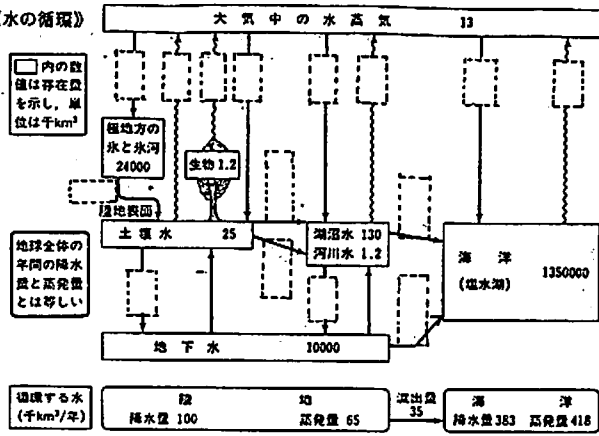 水の循環》
大気中の水蒸気 13
□内の数
値は存在量
を示し,単
位は千km³
極地方の
氷と氷河
24000
生物 1.2
陸地表面
土壌水 25
湖沼水 130
河川水 1.2
海洋
(塩水湖)
1350000
地球全体の
年間の降水
量と蒸発量
とは等しい
地下水 10000
循環する水
(千km³/年)
陸地
降水量 100 蒸発量 65
流出量
35
海洋
降水量 383 蒸発量 418